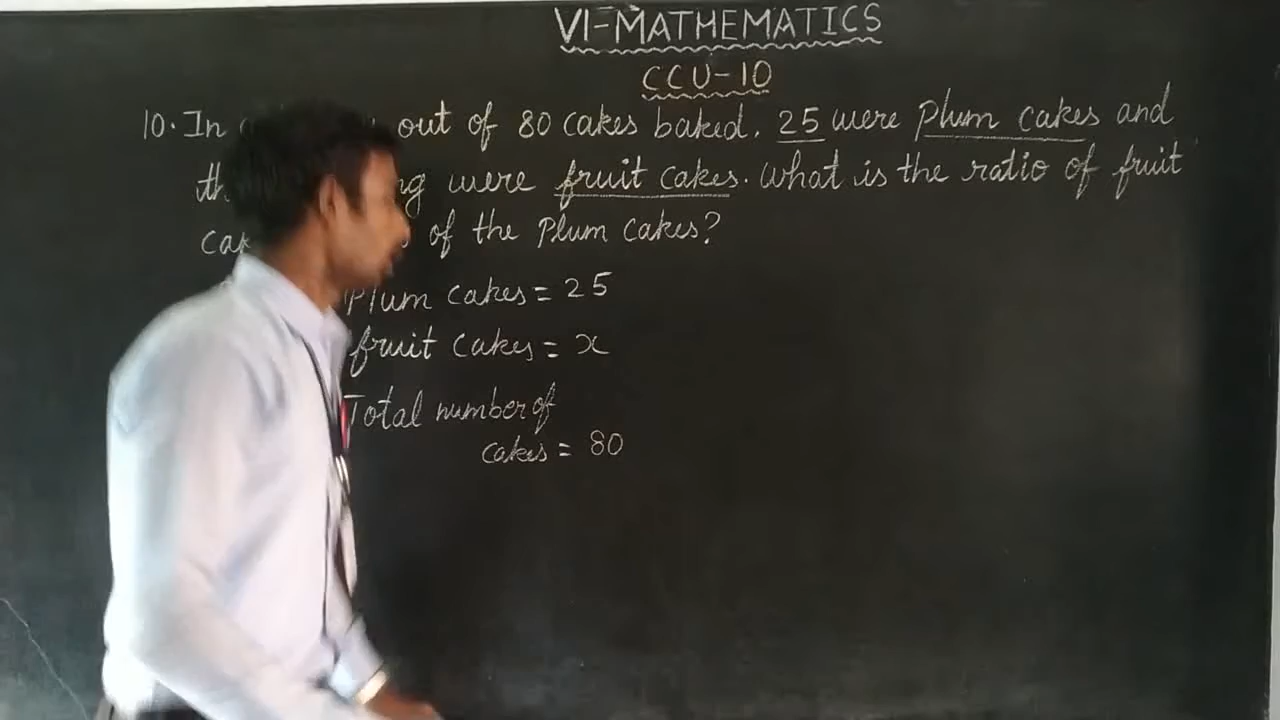 VI-MATHEMATICS
CCU-10
10. In out of 80 cakes baked. 25 were Plum cakes and
were fruit cakes. What is the ratio of fruit
of the Plum Cakes?
Plum cakes = 25
fruit cakes = x
Total number of
cakes = 80